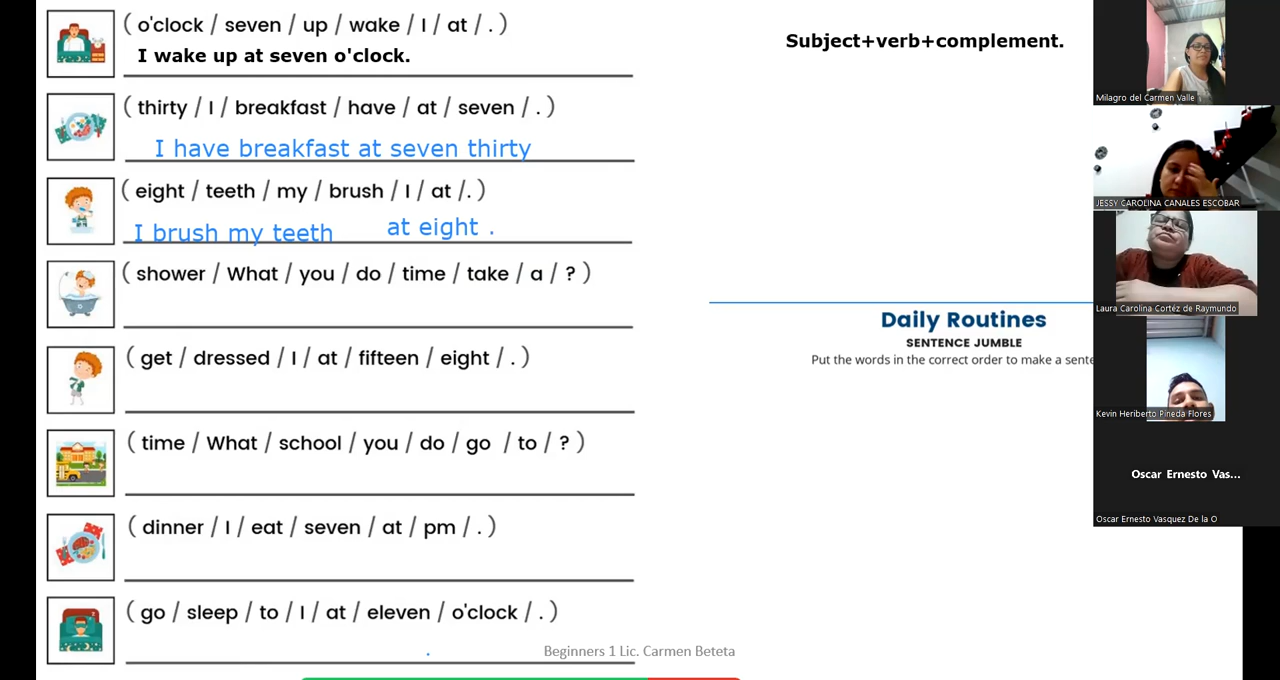 ( o'clock / seven / up / wake / I / at / . )
I wake up at seven o'clock.
Subject+verb+complement.
( thirty / I / breakfast / have / at / seven / . )
I have breakfast at seven thirty
( eight / teeth / my / brush / I / at /. )
I brush my teeth at eight .
( shower / What / you / do / time / take / a / ? )
( get / dressed / I / at / fifteen / eight / . )
( time / What / school / you / do / go / to / ? )
( dinner / I / eat / seven / at / pm / . )
( go / sleep / to / I / at / eleven / o'clock / . )
Daily Routines
SENTENCE JUMBLE
Put the words in the correct order to make a sente
Beginners 1 Lic. Carmen Beteta
Milagro del Carmen Valle
JESSY CAROLINA CANALES ESCOBAR
Laura Carolina Cortéz de Raymundo
Kevin Heriberto Pineda Flores
Oscar Ernesto Vas...
Oscar Ernesto Vasquez De la O